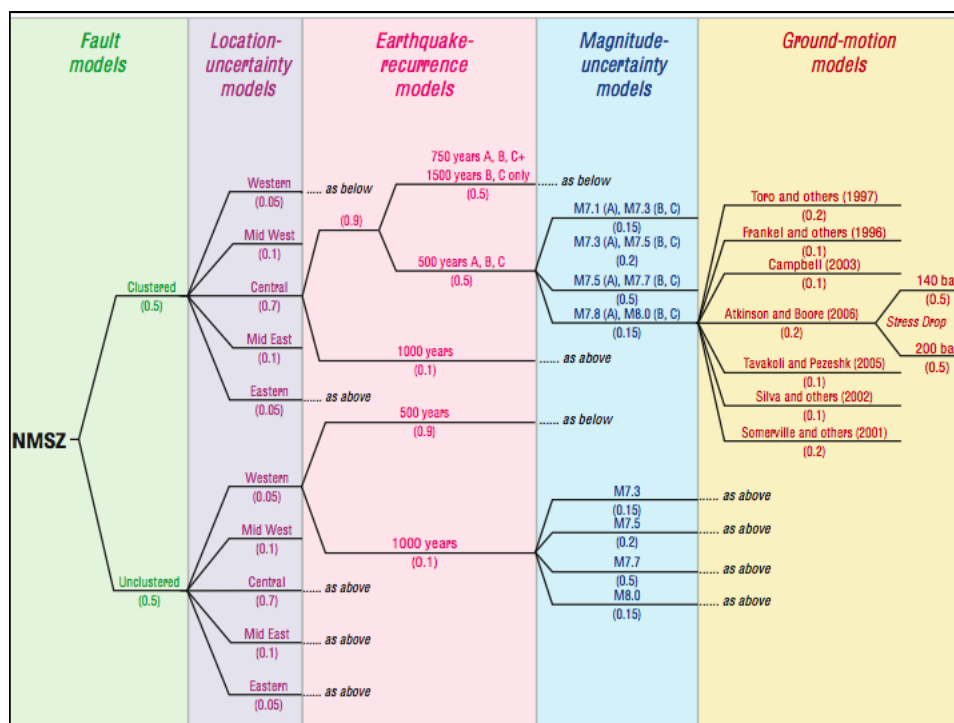 Fault
models
Location-
uncertainty
models
Earthquake-
recurrence
models
Magnitude-
uncertainty
models
Ground-motion
models
NMSZ
Clustered
(0.5)
Western
(0.05)
..... as below
Mid West
(0.1)
Central
(0.7)
Mid East
(0.1)
Eastern
(0.05)
...... as above
(0.9)
750 years A, B, C+
1500 years B, C only
(0.5)
...... as below
500 years A, B, C
(0.5)
1000 years
(0.1)
...... as above
M7.1 (A), M7.3 (B, C)
(0.15)
M7.3 (A), M7.5 (B, C)
(0.2)
M7.5 (A), M7.7 (B, C)
(0.5)
M7.8 (A), M8.0 (B, C)
(0.15)
Toro and others (1997)
(0.2)
Frankel and others (1996)
(0.1)
Campbell (2003)
(0.1)
Atkinson and Boore (2006)
(0.2)
140 ba
(0.5)
Stress Drop
200 ba
(0.5)
Tavakoli and Pezeshk (2005)
(0.1)
Silva and others (2002)
(0.1)
Somerville and others (2001)
(0.2)
Unclustered
(0.5)
Western
(0.05)
Mid West
(0.1)
Central
(0.7)
...... as above
Mid East
(0.1)
...... as above
Eastern
(0.05)
...... as above
500 years
(0.9)
...... as below
1000 years
(0.1)
M7.3
(0.15)
...... as above
M7.5
(0.2)
...... as above
M7.7
(0.5)
...... as above
M8.0
(0.15)
...... as above